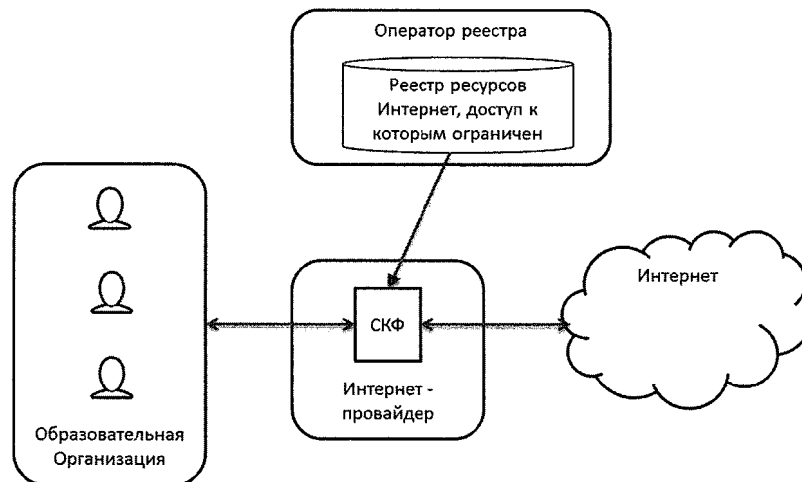 Оператор реестра
Реестр ресурсов
Интернет, доступ к
которым ограничен
Интернет
СКФ
Интернет -
провайдер
Образовательная
Организация